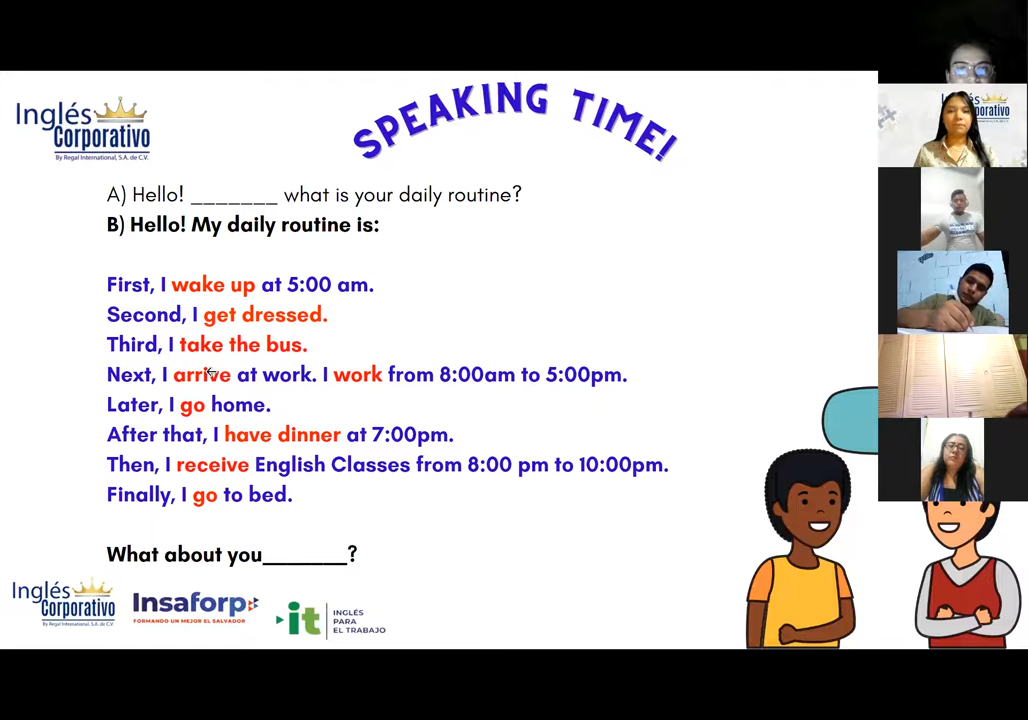 Inglés
Corporativo
By Regal International, S.A. de C.V.
SPEAKING TIME!
A) Hello! _______ what is your daily routine?
B) Hello! My daily routine is:
First, I wake up at 5:00 am.
Second, I get dressed.
Third, I take the bus.
Next, I arrive at work. I work from 8:00am to 5:00pm.
Later, I go home.
After that, I have dinner at 7:00pm.
Then, I receive English Classes from 8:00 pm to 10:00pm.
Finally, I go to bed.
What about you_______?
Inglés
Corporativo
By Regal International, S.A. de C.V.
Insaforp
FORMANDO UN MEJOR EL SALVADOR
it
INGLÉS
PARA
EL TRABAJO